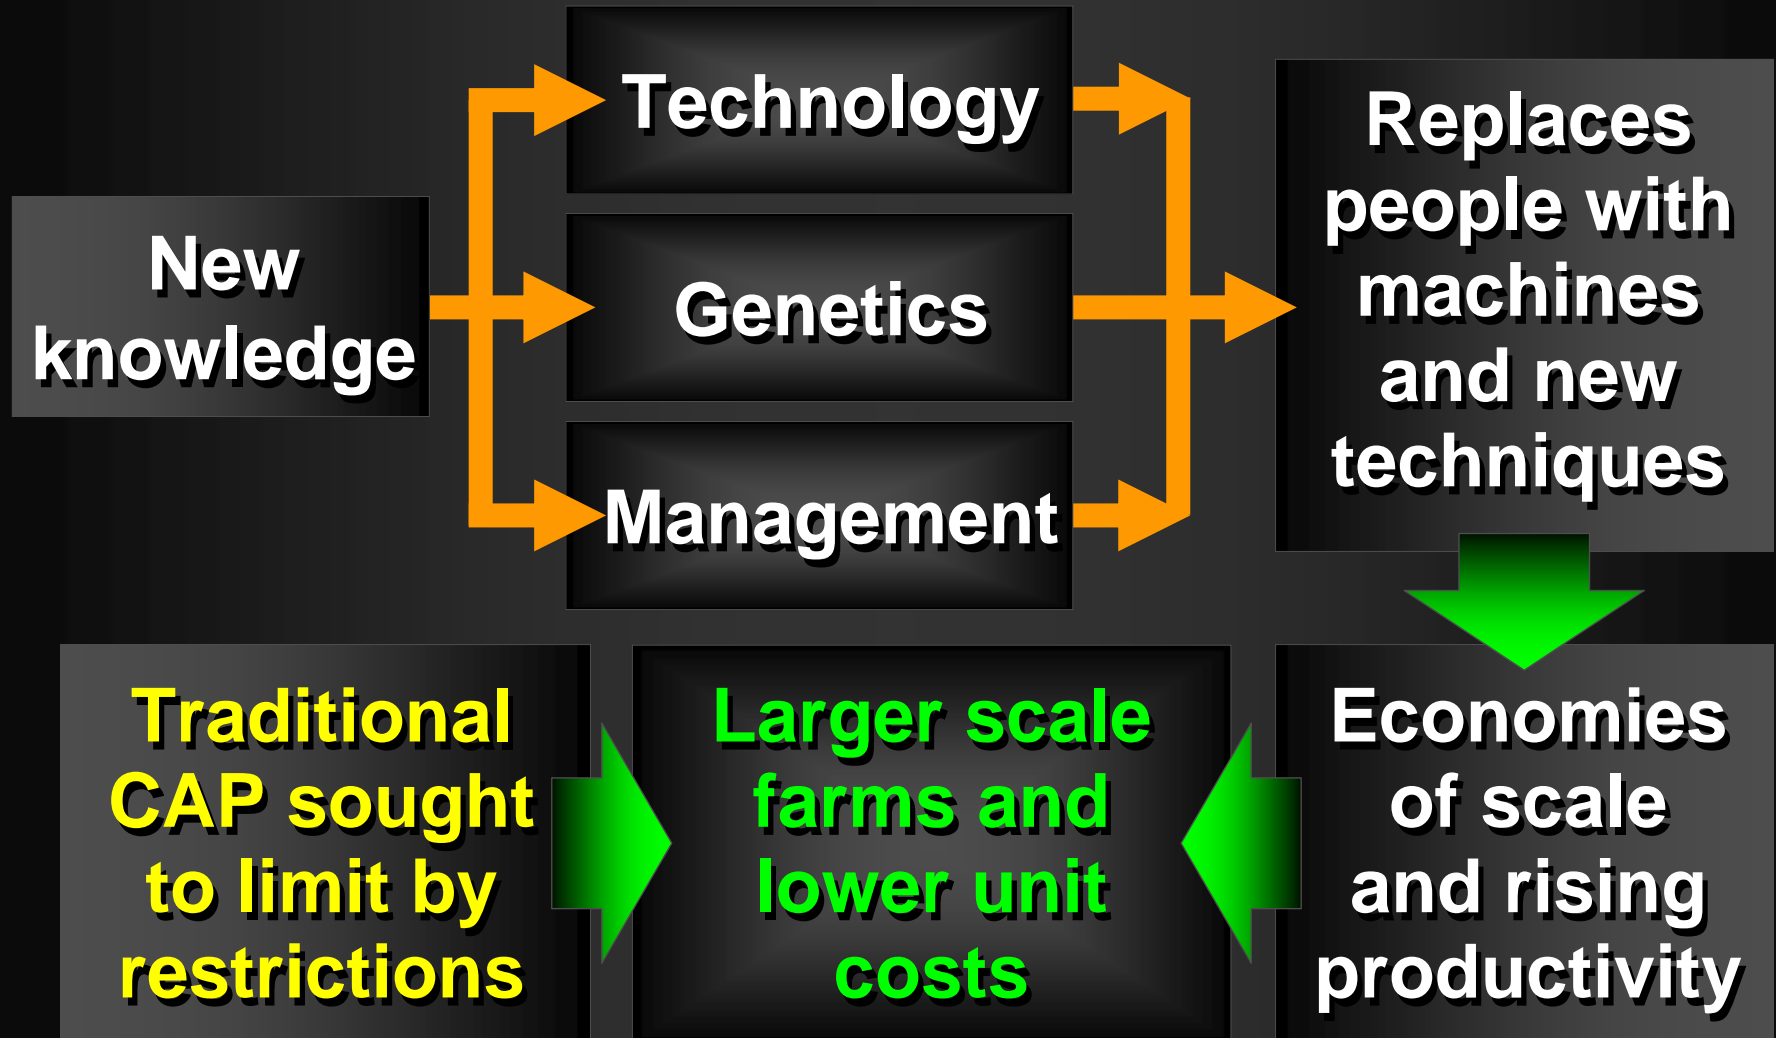 New
knowledge
Technology
Genetics
Management
Replaces
people with
machines
and new
techniques
Economies
of scale
and rising
productivity
Larger scale
farms and
lower unit
costs
Traditional
CAP sought
to limit by
restrictions